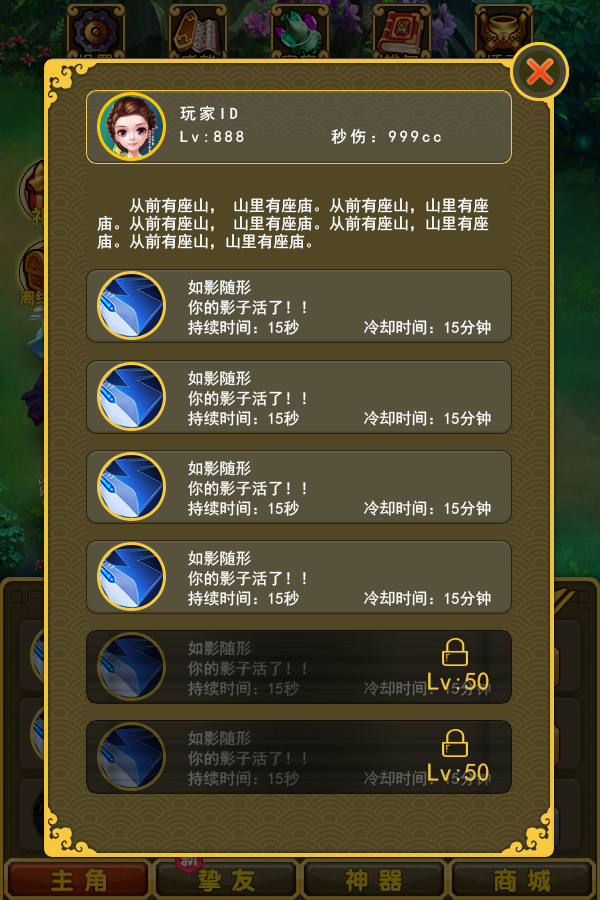 玩家ID
Lv:888 秒伤：999cc
从前有座山， 山里有座庙。从前有座山，山里有座
庙。从前有座山， 山里有座庙。从前有座山，山里有座
庙。从前有座山，山里有座庙。
如影随形
你的影子活了！！
持续时间：15秒 冷却时间：15分钟
如影随形
你的影子活了！！
持续时间：15秒 冷却时间：15分钟
如影随形
你的影子活了！！
持续时间：15秒 冷却时间：15分钟
如影随形
你的影子活了！！
持续时间：15秒 冷却时间：15分钟
如影随形
你的影子活了！！
持续时间：15秒 冷却时间：15分钟
Lv:50
如影随形
你的影子活了！！
持续时间：15秒 冷却时间：15分钟
Lv:50
新
主角 挚友 神器 商城